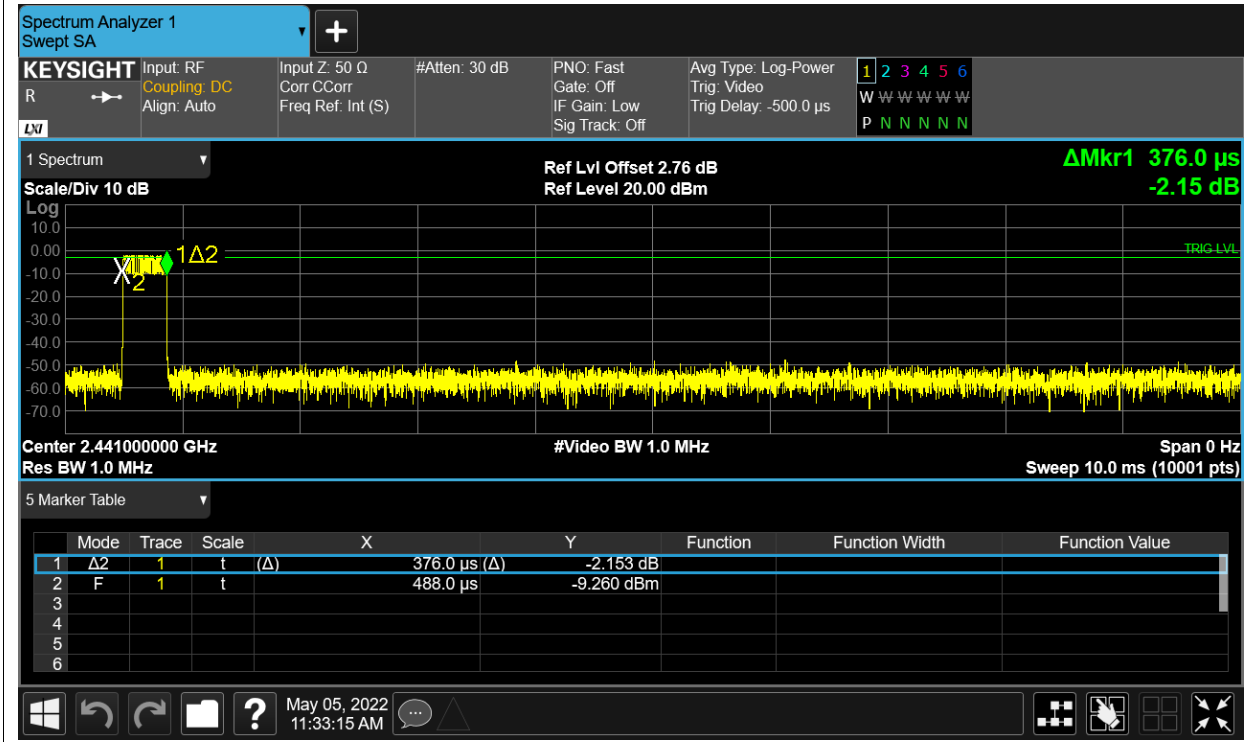 Spectrum Analyzer 1
Swept SA
KEYSIGHT
R
LXI
Input: RF
Coupling: DC
Align: Auto
Input Z: 50 Ω
Corr CCorr
Freq Ref: Int (S)
#Atten: 30 dB
PNO: Fast
Gate: Off
IF Gain: Low
Sig Track: Off
Avg Type: Log-Power
Trig: Video
Trig Delay: -500.0 µs
1 2 3 4 5 6
W W W W W W
P N N N N N
1 Spectrum
Scale/Div 10 dB
Ref Lvl Offset 2.76 dB
Ref Level 20.00 dBm
ΔMkr1 376.0 µs
-2.15 dB
Log
10.0
0.00
-10.0
-20.0
-30.0
-40.0
-50.0
-60.0
-70.0
X
2
1Δ2
TRIG LVL
Center 2.441000000 GHz
#Video BW 1.0 MHz
Span 0 Hz
Res BW 1.0 MHz
Sweep 10.0 ms (10001 pts)
5 Marker Table
Mode Trace Scale X Y Function Function Width Function Value
1 Δ2 1 t (Δ) 376.0 µs (Δ) -2.153 dB
2 F 1 t 488.0 µs -9.260 dBm
3
4
5
6
?
May 05, 2022
11:33:15 AM